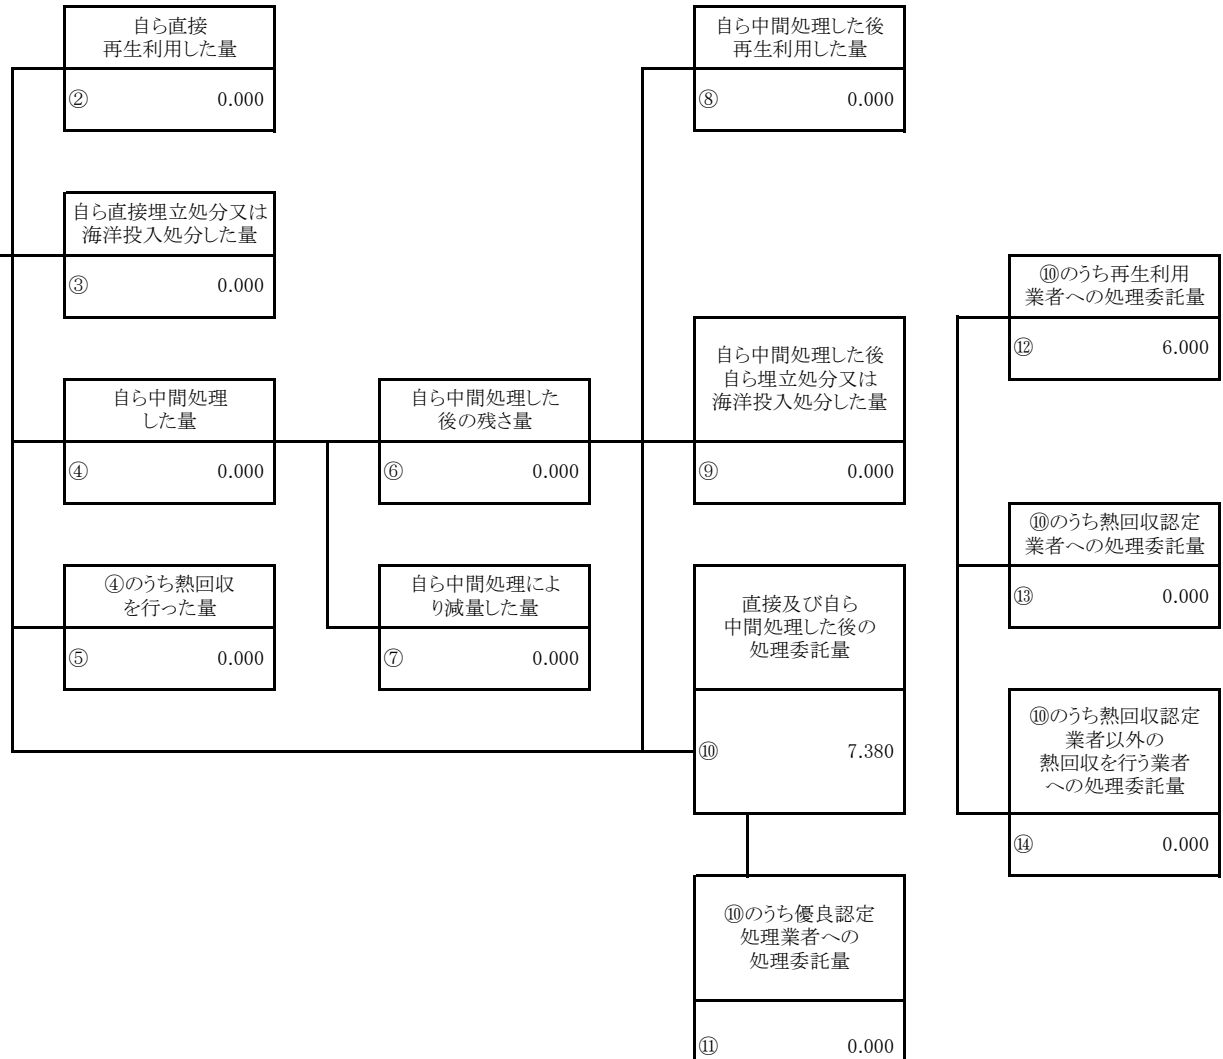 自ら直接
再生利用した量
② 0.000
自ら直接埋立処分又は
海洋投入処分した量
③ 0.000
自ら中間処理
した量
④ 0.000
④のうち熱回収
を行った量
⑤ 0.000
自ら中間処理した
後の残さ量
⑥ 0.000
自ら中間処理によ
り減量した量
⑦ 0.000
自ら中間処理した後
再生利用した量
⑧ 0.000
自ら中間処理した後
自ら埋立処分又は
海洋投入処分した量
⑨ 0.000
直接及び自ら
中間処理した後の
処理委託量
⑩ 7.380
⑩のうち優良認定
処理業者への
処理委託量
⑪ 0.000
⑩のうち再生利用
業者への処理委託量
⑫ 6.000
⑩のうち熱回収認定
業者への処理委託量
⑬ 0.000
⑩のうち熱回収認定
業者以外の
熱回収を行う業者
への処理委託量
⑭ 0.000